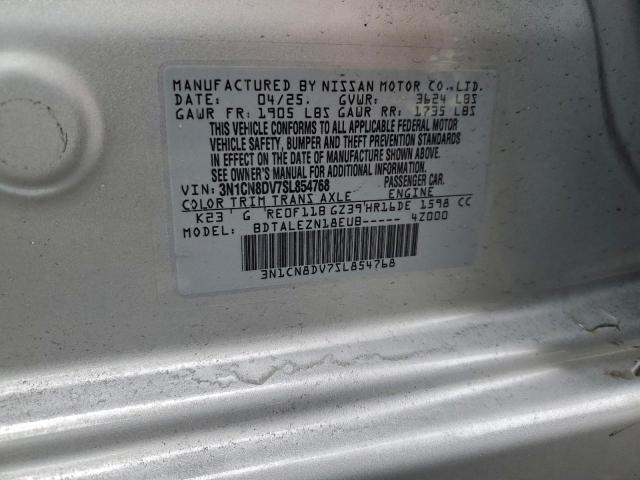 MANUFACTURED BY NISSAN MOTOR CO.,LTD.
DATE: 04/25. GVWR: 3624 LBS
GAWR FR: 1905 LBS GAWR RR: 1735 LBS
THIS VEHICLE CONFORMS TO ALL APPLICABLE FEDERAL MOTOR
VEHICLE SAFETY, BUMPER AND THEFT PREVENTION STANDARDS
IN EFFECT ON THE DATE OF MANUFACTURE SHOWN ABOVE.
SEE OWNER'S MANUAL FOR ADDITIONAL INFORMATION.
VIN: 3N1CN8DV7SL854768 PASSENGER CAR.
COLOR TRIM TRANS AXLE ENGINE
K23 G RE0F11B GZ39 HR16DE 1598 CC
BDTALEZN18EUB----- 4Z000
3N1CN8DV7SL854768